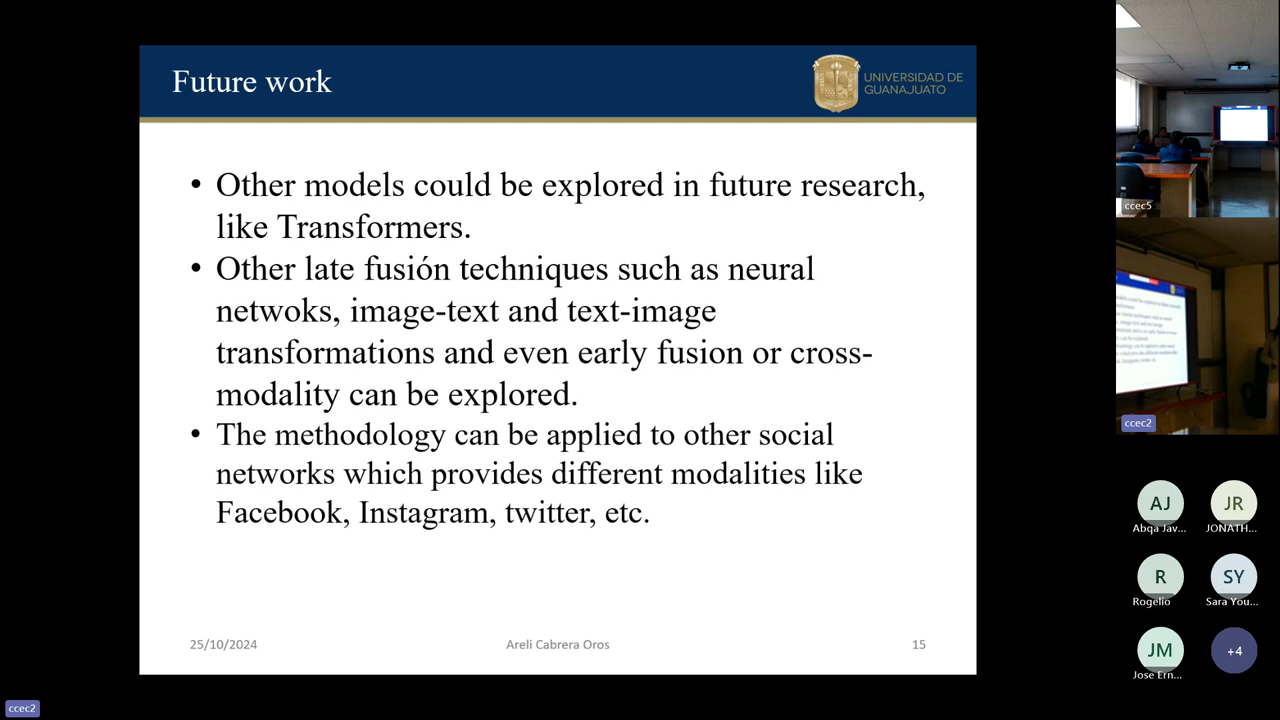 Future work
UNIVERSIDAD DE
GUANAJUATO
• Other models could be explored in future research,
like Transformers.
• Other late fusión techniques such as neural
netwoks, image-text and text-image
transformations and even early fusion or cross-
modality can be explored.
• The methodology can be applied to other social
networks which provides different modalities like
Facebook, Instagram, twitter, etc.
25/10/2024
Areli Cabrera Oros
15
ccec5
ccec2
AJ
JR
Abqa Jav...
JONATH...
R
SY
Rogelio
Sara You...
JM
+4
Jose Ern...
ccec2